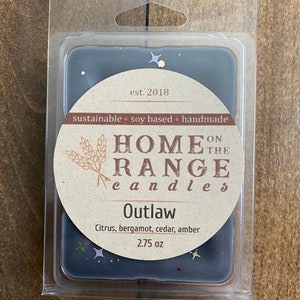 est. 2018
sustainable • soy based • handmade
HOME ON THE
RANGE
candles
Outlaw
Citrus, bergamot, cedar, amber
2.75 oz